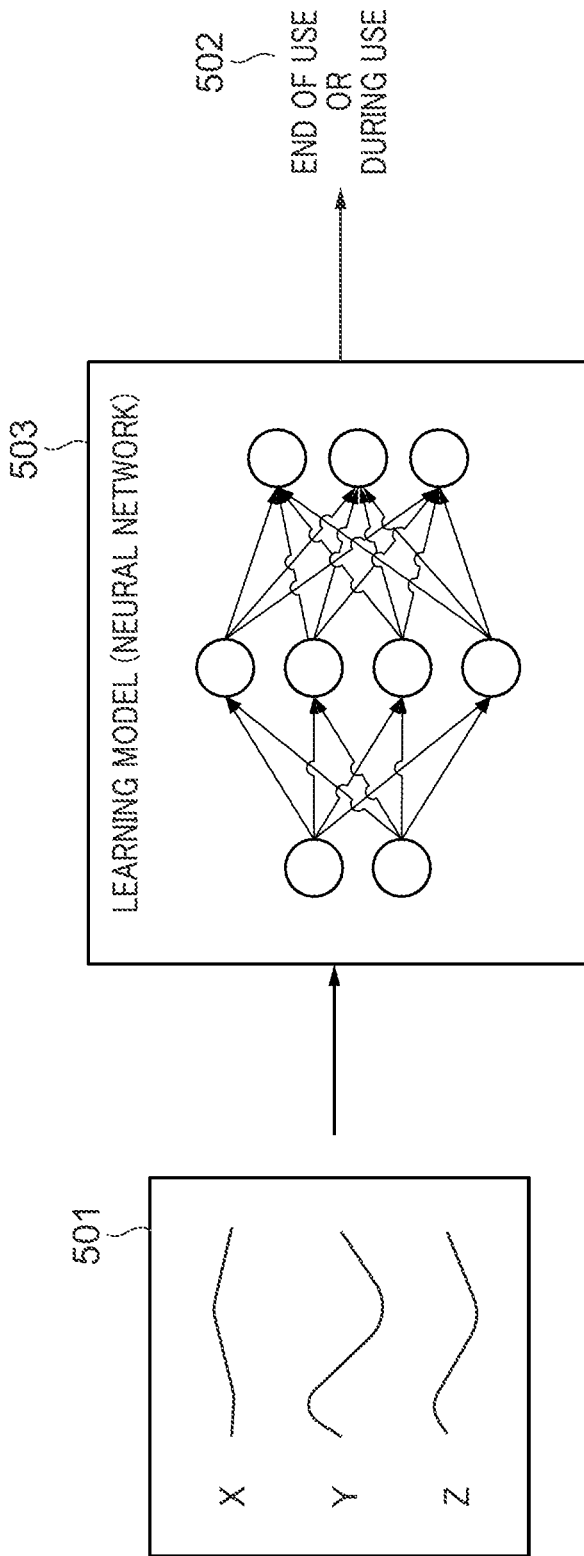 501
X
Y
Z
503
LEARNING MODEL (NEURAL NETWORK)
502
END OF USE
OR
DURING USE